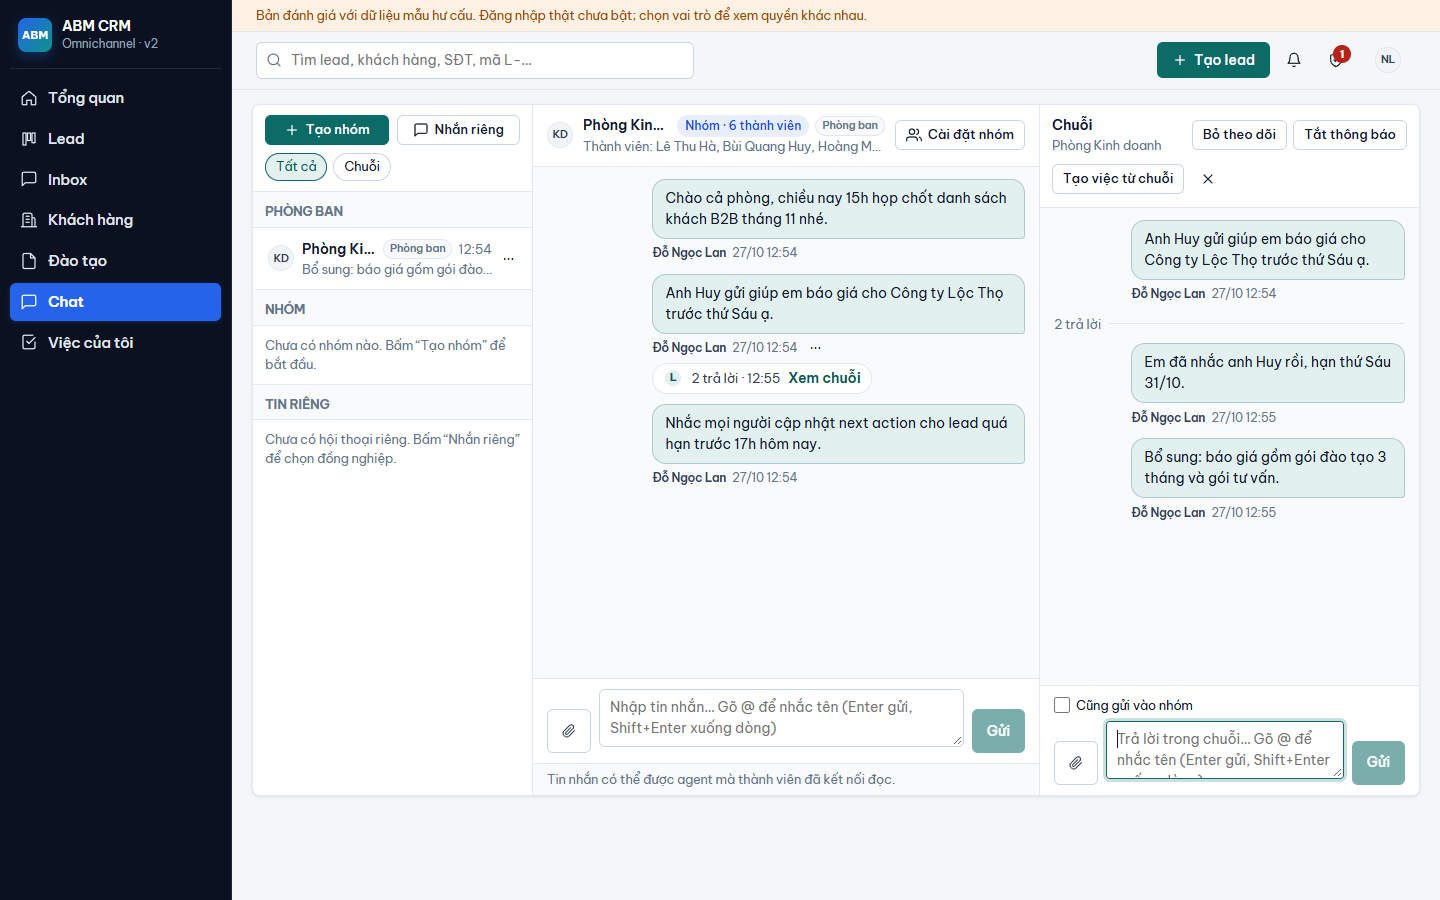 ABM
ABM CRM
Omnichannel · v2
Tổng quan
Lead
Inbox
Khách hàng
Đào tạo
Chat
Việc của tôi
Bản đánh giá với dữ liệu mẫu hư cấu. Đăng nhập thật chưa bật; chọn vai trò để xem quyền khác nhau.
Tìm lead, khách hàng, SĐT, mã L-...
Tạo lead
1
NL
Tạo nhóm
Nhắn riêng
Tất cả
Chuỗi
PHÒNG BAN
KD
Phòng Ki...
Phòng ban
12:54
Bổ sung: báo giá gồm gói đào...
NHÓM
Chưa có nhóm nào. Bấm “Tạo nhóm” để
bắt đầu.
TIN RIÊNG
Chưa có hội thoại riêng. Bấm “Nhắn riêng”
để chọn đồng nghiệp.
KD
Phòng Kin...
Nhóm · 6 thành viên
Phòng ban
Thành viên: Lê Thu Hà, Bùi Quang Huy, Hoàng M...
Cài đặt nhóm
Chào cả phòng, chiều nay 15h họp chốt danh sách
khách B2B tháng 11 nhé.
Đỗ Ngọc Lan 27/10 12:54
Anh Huy gửi giúp em báo giá cho Công ty Lộc Thọ
trước thứ Sáu ạ.
Đỗ Ngọc Lan 27/10 12:54
L
2 trả lời · 12:55 Xem chuỗi
Nhắc mọi người cập nhật next action cho lead quá
hạn trước 17h hôm nay.
Đỗ Ngọc Lan 27/10 12:54
Nhập tin nhắn... Gõ @ để nhắc tên (Enter gửi,
Shift+Enter xuống dòng)
Gửi
Tin nhắn có thể được agent mà thành viên đã kết nối đọc.
Chuỗi
Phòng Kinh doanh
Bỏ theo dõi
Tắt thông báo
Tạo việc từ chuỗi
Anh Huy gửi giúp em báo giá cho
Công ty Lộc Thọ trước thứ Sáu ạ.
Đỗ Ngọc Lan 27/10 12:54
2 trả lời
Em đã nhắc anh Huy rồi, hạn thứ Sáu
31/10.
Đỗ Ngọc Lan 27/10 12:55
Bổ sung: báo giá gồm gói đào tạo 3
tháng và gói tư vấn.
Đỗ Ngọc Lan 27/10 12:55
Cũng gửi vào nhóm
Trả lời trong chuỗi... Gõ @ để
nhắc tên (Enter gửi, Shift+Enter
Gửi